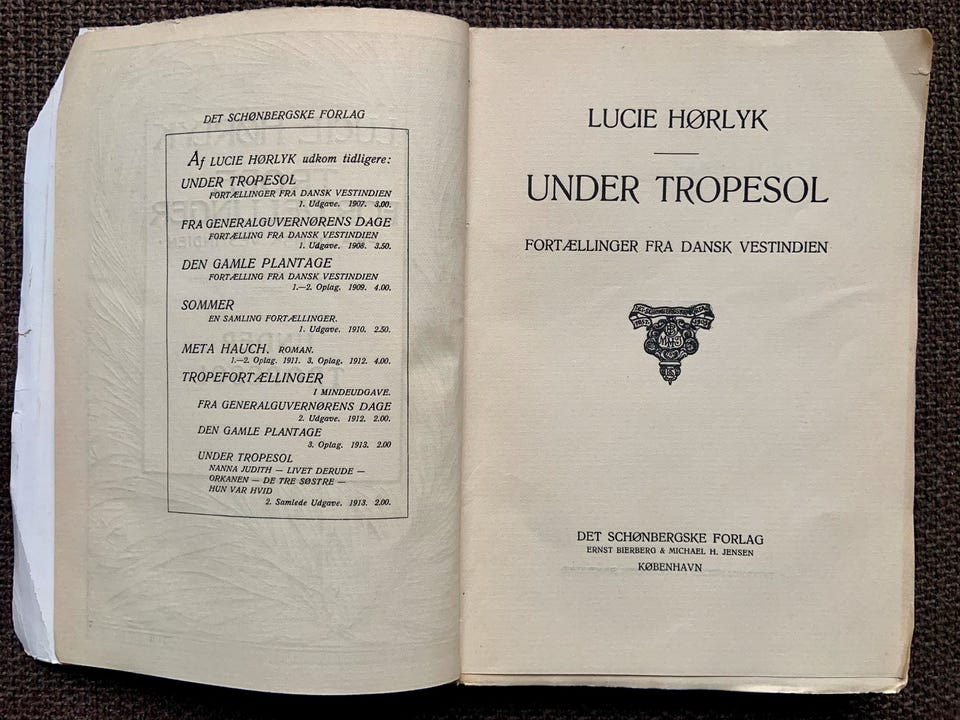 DET SCHØNBERGSKE FORLAG
Af LUCIE HØRLYK udkom tidligere:
UNDER TROPESOL
FORTÆLLINGER FRA DANSK VESTINDIEN
1. Udgave. 1907. 3.00.
FRA GENERALGUVERNØRENS DAGE
FORTÆLLING FRA DANSK VESTINDIEN
1. Udgave. 1908. 3.50.
DEN GAMLE PLANTAGE
FORTÆLLING FRA DANSK VESTINDIEN
1.—2. Oplag. 1909. 4.00.
SOMMER
EN SAMLING FORTÆLLINGER.
1. Udgave. 1910. 2.50.
META HAUCH. ROMAN.
1.—2. Oplag. 1911. 3. Oplag. 1912. 4.00.
TROPEFORTÆLLINGER
I MINDEUDGAVE.
FRA GENERALGUVERNØRENS DAGE
2. Udgave. 1912. 2.00.
DEN GAMLE PLANTAGE
3. Oplag. 1913. 2.00
UNDER TROPESOL
NANNA JUDITH — LIVET DERUDE —
ORKANEN — DE TRE SØSTRE —
HUN VAR HVID
2. Samlede Udgave. 1913. 2.00.
LUCIE HØRLYK
UNDER TROPESOL
FORTÆLLINGER FRA DANSK VESTINDIEN
DET SCHØNBERGSKE FORLAG
ERNST BIERBERG & MICHAEL H. JENSEN
KØBENHAVN